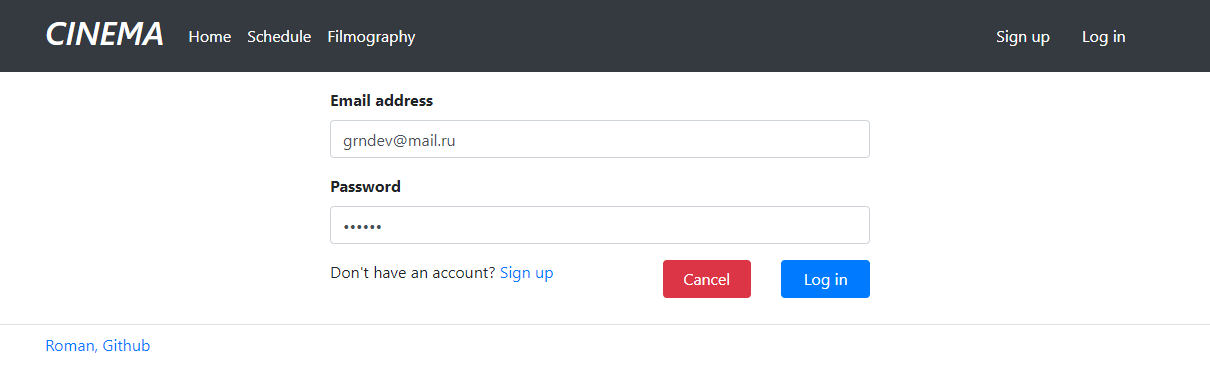 CINEMA Home Schedule Filmography Sign up Log in
Email address
grndev@mail.ru
Password
••••••
Don't have an account? Sign up Cancel Log in
Roman, Github